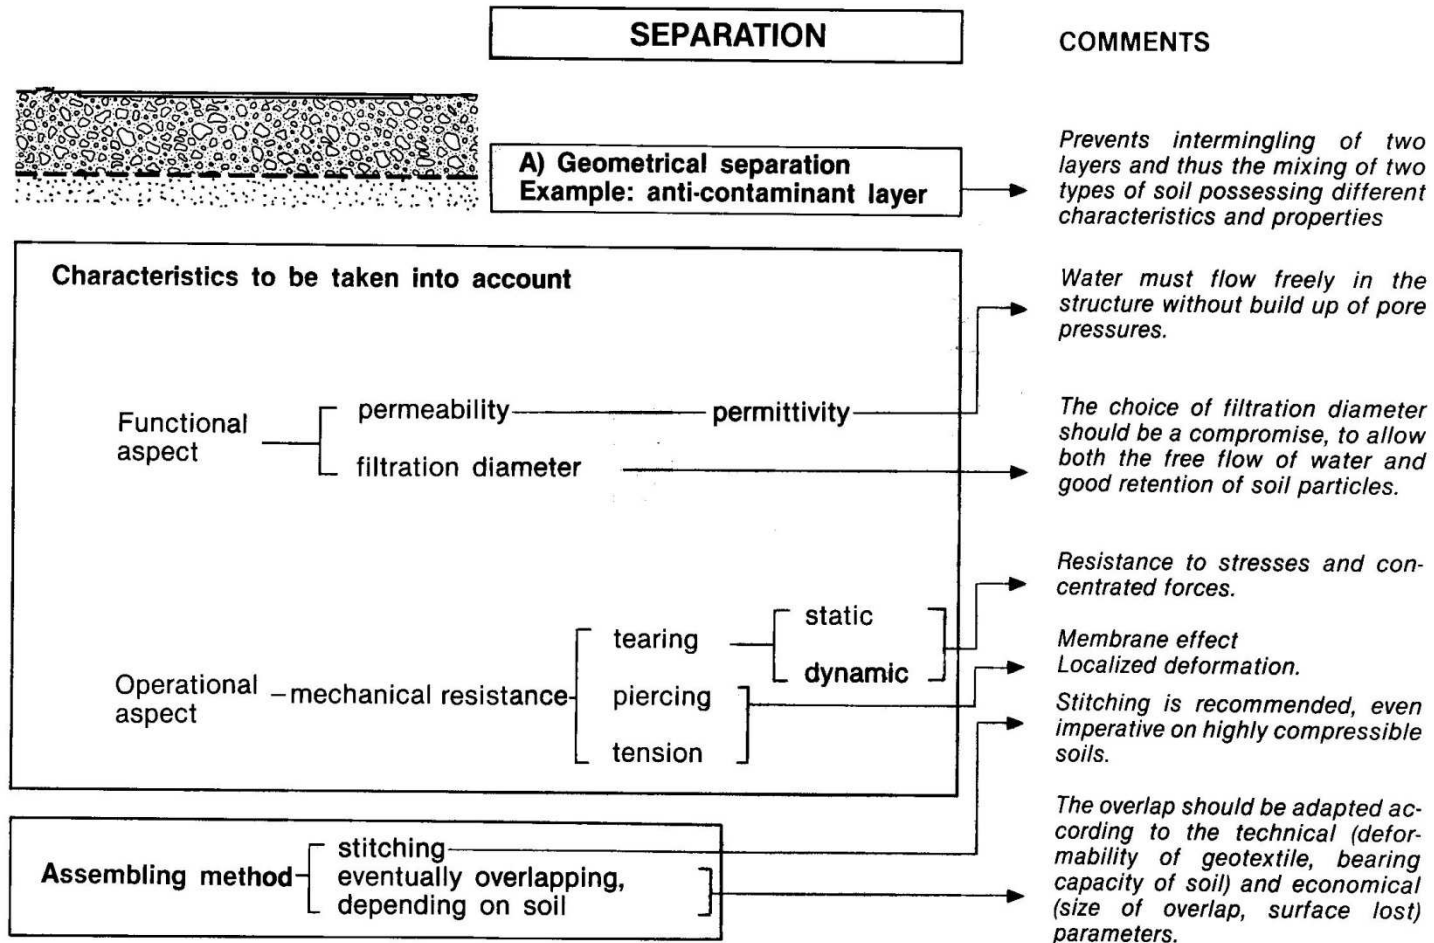 SEPARATION
COMMENTS
A) Geometrical separation
Example: anti-contaminant layer
Prevents intermingling of two
layers and thus the mixing of two
types of soil possessing different
characteristics and properties
Characteristics to be taken into account
Water must flow freely in the
structure without build up of pore
pressures.
Functional
aspect
permeability
permittivity
filtration diameter
The choice of filtration diameter
should be a compromise, to allow
both the free flow of water and
good retention of soil particles.
Operational
aspect
mechanical resistance
tearing
static
dynamic
piercing
tension
Resistance to stresses and con-
centrated forces.
Membrane effect
Localized deformation.
Stitching is recommended, even
imperative on highly compressible
soils.
Assembling method
stitching
eventually overlapping,
depending on soil
The overlap should be adapted ac-
cording to the technical (defor-
mability of geotextile, bearing
capacity of soil) and economical
(size of overlap, surface lost)
parameters.